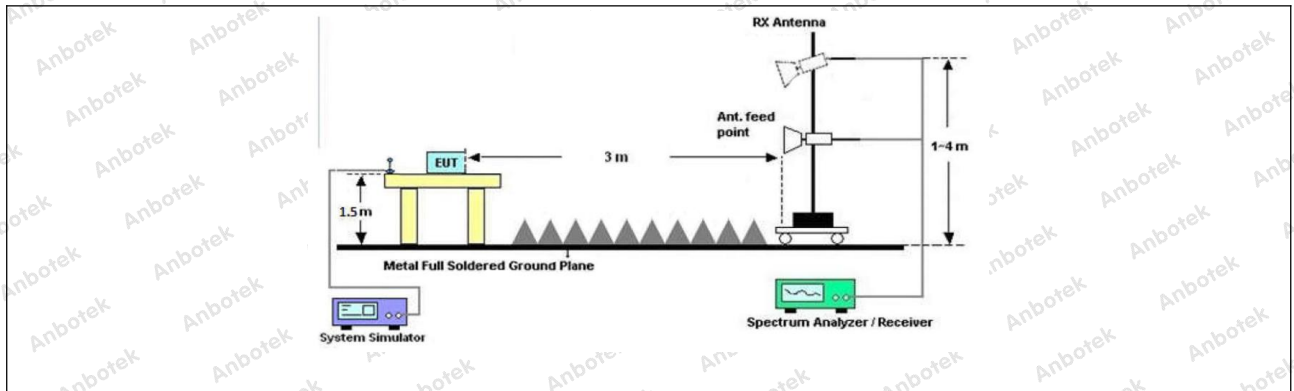 RX Antenna
Ant. feed
point
EUT
3 m
1~4 m
1.5 m
Metal Full Soldered Ground Plane
System Simulator
Spectrum Analyzer / Receiver
Anbotek